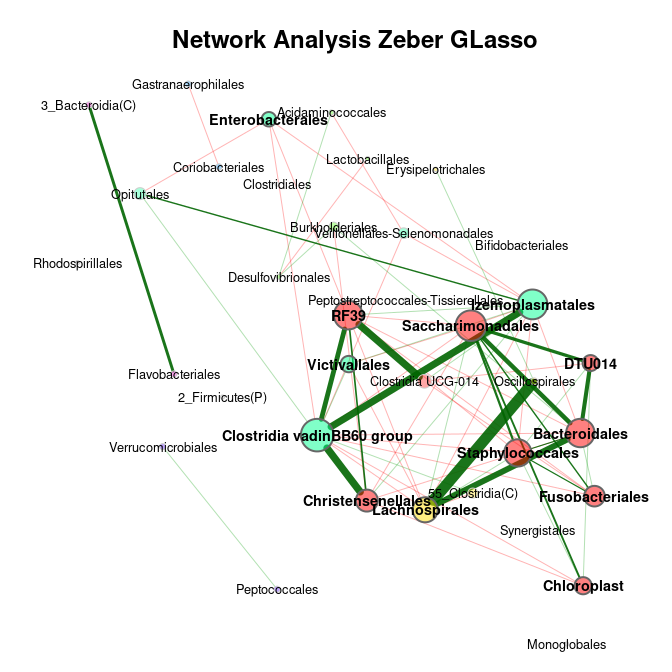 Network Analysis Zeber GLasso
Gastranaerophilales
3_Bacteroidia(C)
Acidaminococcales
Enterobacterales
Lactobacillales
Coriobacteriales
Erysipelotrichales
Clostridiales
Opitutales
Burkholderiales
Veillonellales-Selenomonadales
Bifidobacteriales
Rhodospirillales
Desulfovibrionales
Peptostreptococcales-Tissierellales
Izemoplasmatales
RF39
Saccharimonadales
Victivallales
DTU014
Flavobacteriales
Clostridia UCG-014
Oscillospirales
2_Firmicutes(P)
Clostridia vadinBB60 group
Bacteroidales
Verrucomicrobiales
Staphylococcales
55_Clostridia(C)
Fusobacteriales
Christensenellales
Lachnospirales
Synergistales
Chloroplast
Peptococcales
Monoglobales